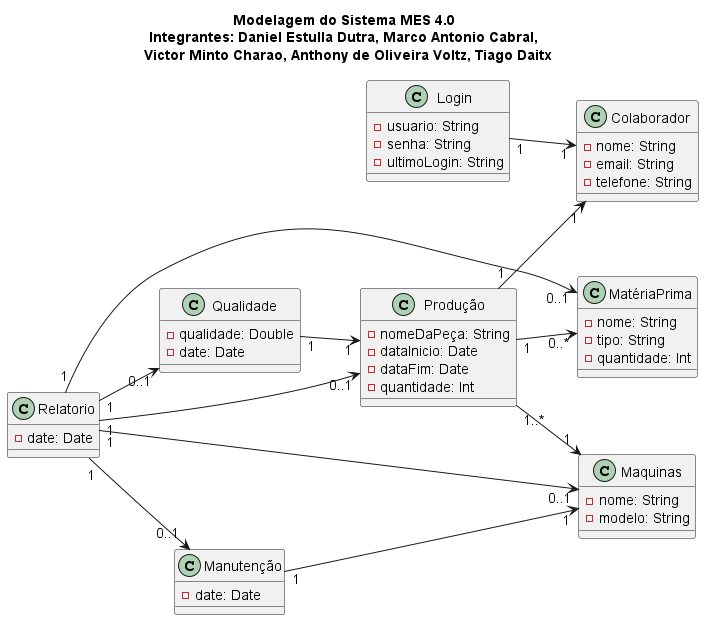 Modelagem do Sistema MES 4.0
Integrantes: Daniel Estulla Dutra, Marco Antonio Cabral,
Victor Minto Charao, Anthony de Oliveira Voltz, Tiago Daitx
C Login
usuario: String
senha: String
ultimoLogin: String
C Colaborador
nome: String
email: String
telefone: String
1
1
1
1
C Qualidade
qualidade: Double
date: Date
C Produção
nomeDaPeça: String
dataInicio: Date
dataFim: Date
quantidade: Int
C MatériaPrima
nome: String
tipo: String
quantidade: Int
0..1
1
1
1
0..*
1
0..1
0..1
C Relatorio
date: Date
1
1
1
1
1..*
1
C Maquinas
nome: String
modelo: String
0..1
1
0..1
C Manutenção
date: Date
1